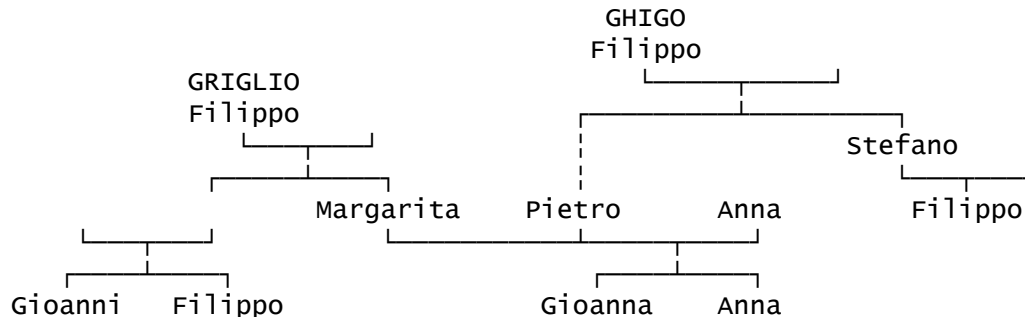 GHIGO
Filippo
GRIGLIO
Filippo
Stefano
Margarita Pietro Anna Filippo
Gioanni Filippo Gioanna Anna